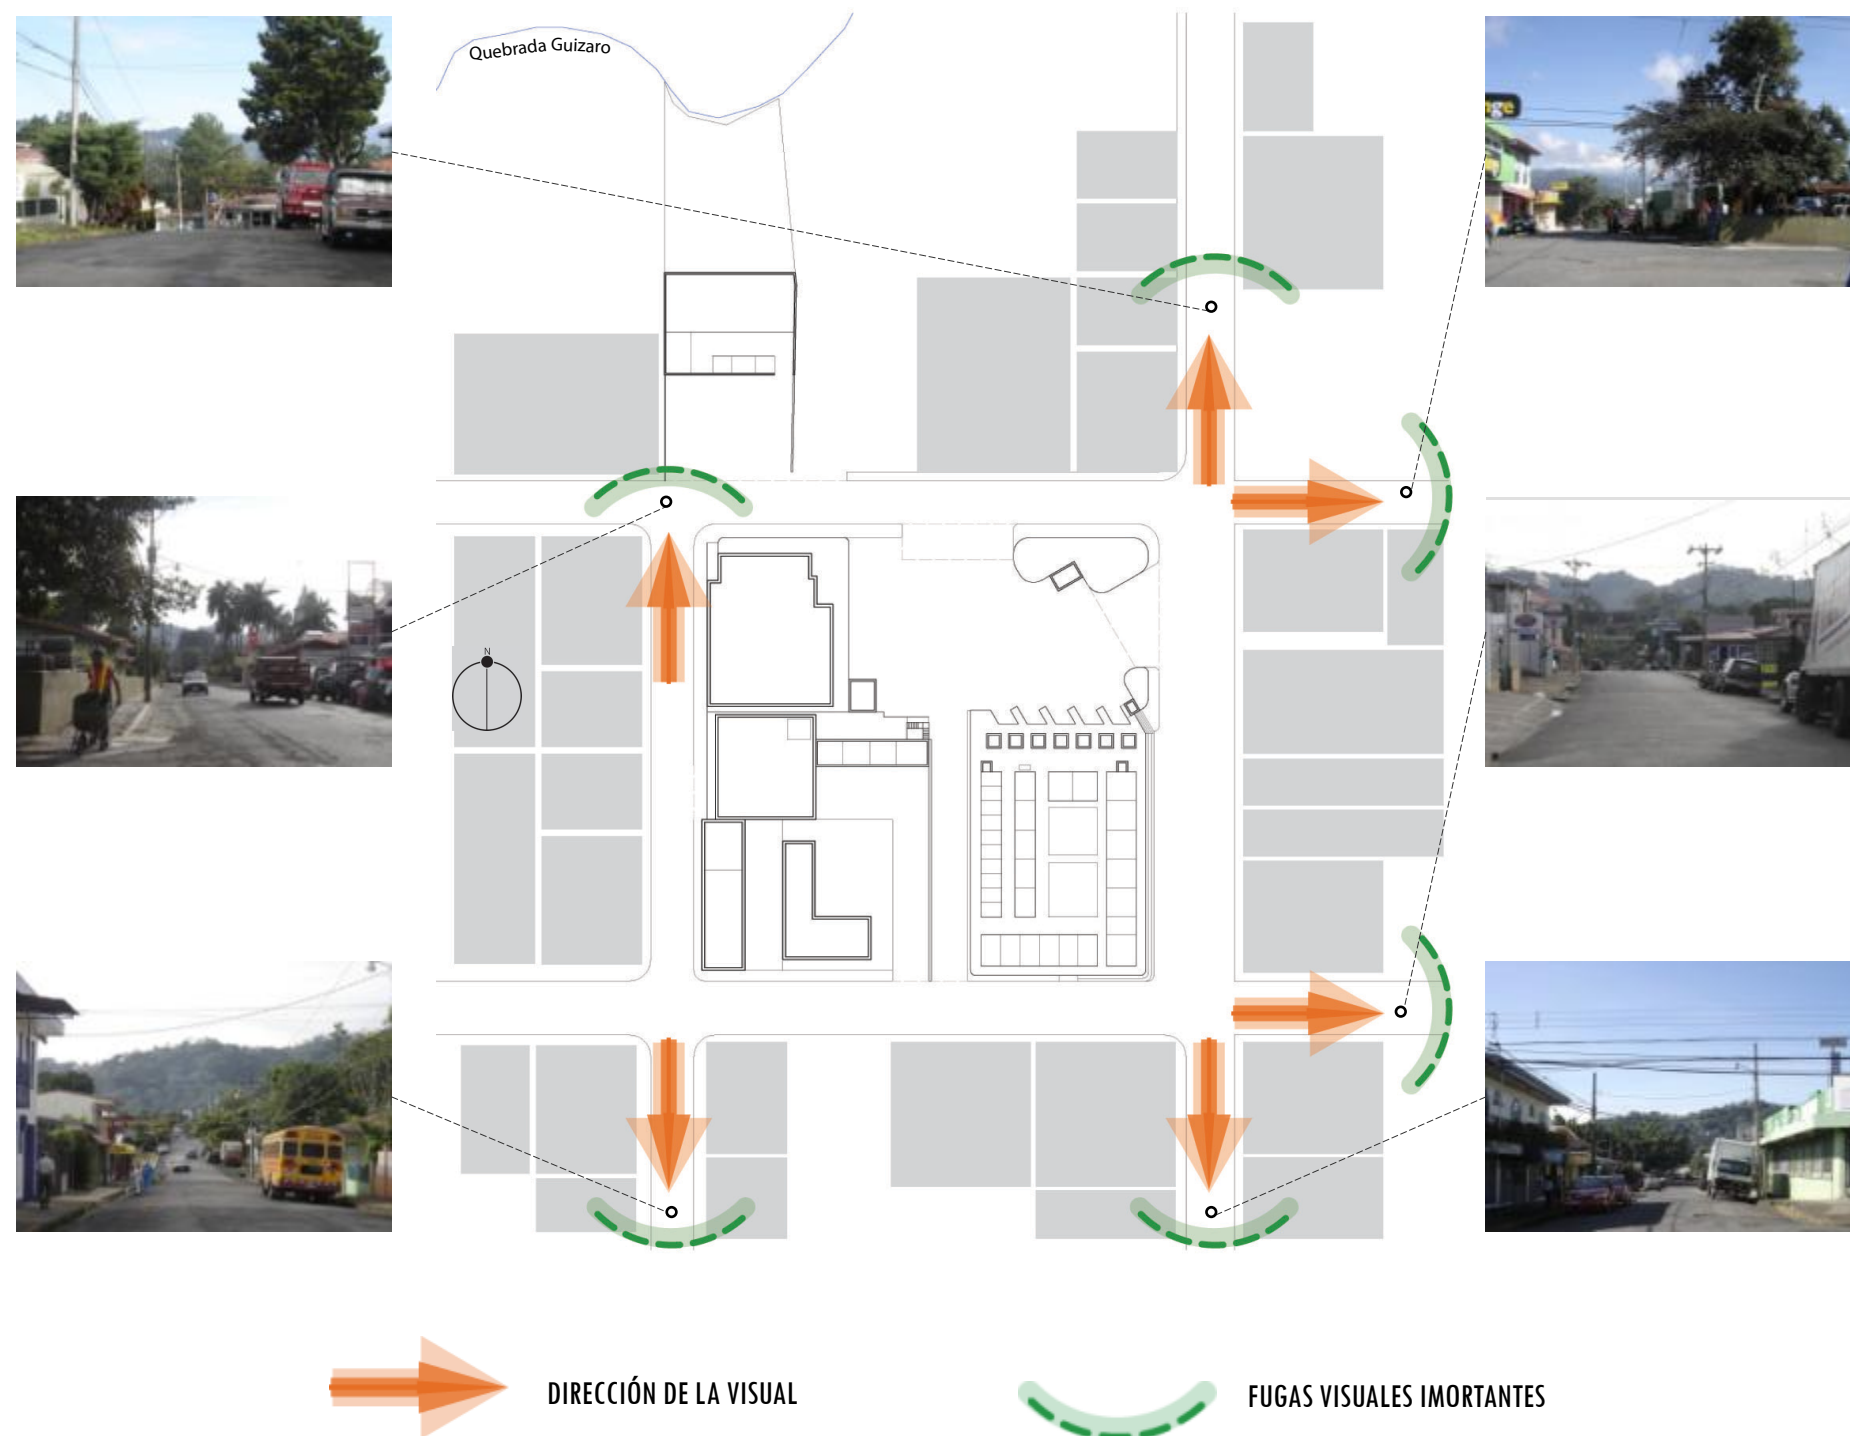 Quebrada Guizaro
N
DIRECCIÓN DE LA VISUAL
FUGAS VISUALES IMORTANTES